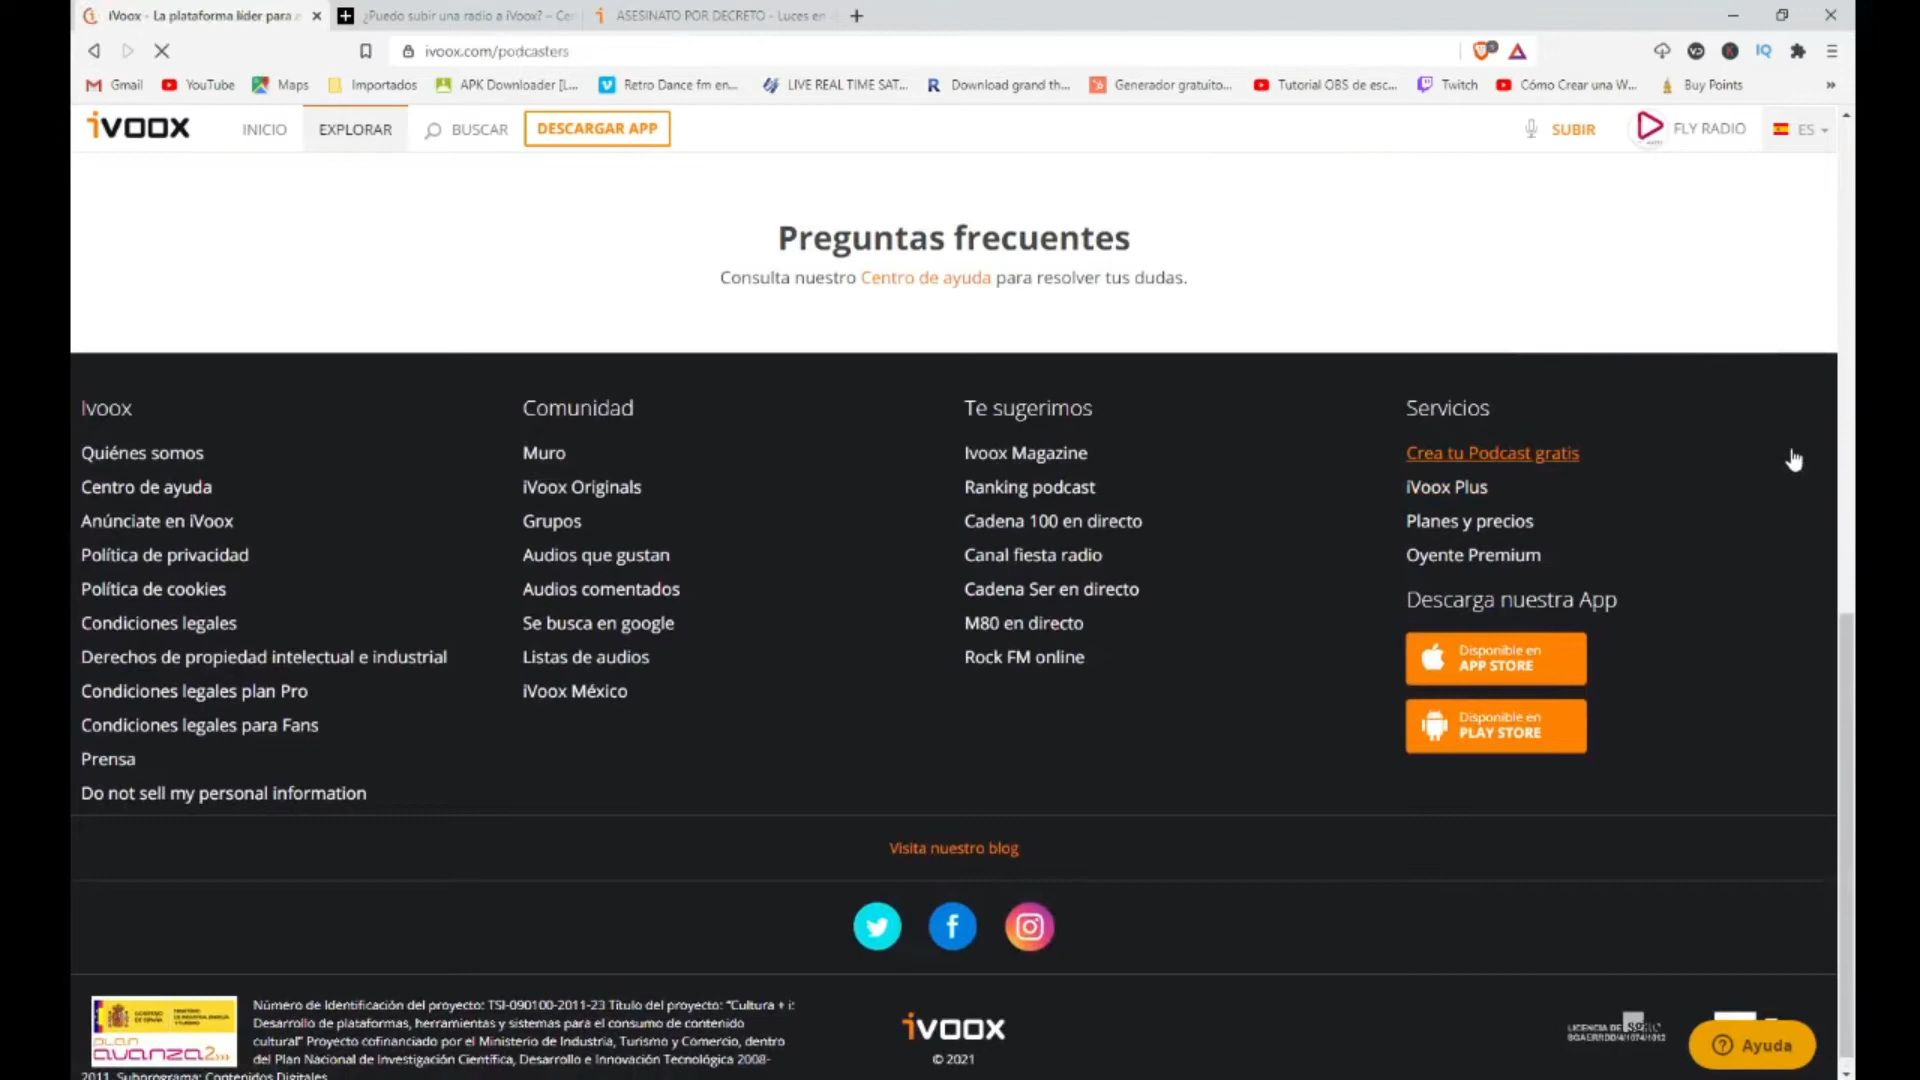 iVoox - La plataforma líder para e
¿Puedo subir una radio a iVoox? – Ce
ASESINATO POR DECRETO - Luces en
ivoox.com/podcasters
Gmail
YouTube
Maps
Importados
APK Downloader [L...
Retro Dance fm en...
LIVE REAL TIME SAT...
Download grand th...
Generador gratuito...
Tutorial OBS de esc...
Twitch
Cómo Crear una W...
Buy Points
iVOOX
INICIO
EXPLORAR
BUSCAR
DESCARGAR APP
SUBIR
FLY RADIO
ES
Preguntas frecuentes
Consulta nuestro Centro de ayuda para resolver tus dudas.
Ivoox
Quiénes somos
Centro de ayuda
Anúnciate en iVoox
Política de privacidad
Política de cookies
Condiciones legales
Derechos de propiedad intelectual e industrial
Condiciones legales plan Pro
Condiciones legales para Fans
Prensa
Do not sell my personal information
Comunidad
Muro
iVoox Originals
Grupos
Audios que gustan
Audios comentados
Se busca en google
Listas de audios
iVoox México
Te sugerimos
Ivoox Magazine
Ranking podcast
Cadena 100 en directo
Canal fiesta radio
Cadena Ser en directo
M80 en directo
Rock FM online
Servicios
Crea tu Podcast gratis
iVoox Plus
Planes y precios
Oyente Premium
Descarga nuestra App
Disponible en
APP STORE
Disponible en
PLAY STORE
Visita nuestro blog
PLAN
avanza2
Número de Identificación del proyecto: TSI-090100-2011-23 Título del proyecto: "Cultura + i:
Desarrollo de plataformas, herramientas y sistemas para el consumo de contenido
cultural" Proyecto cofinanciado por el Ministerio de Industria, Turismo y Comercio, dentro
del Plan Nacional de Investigación Científica, Desarrollo e Innovación Tecnológica 2008-
2011, Subprograma: Contenidos Digitales
iVOOX
© 2021
LICENCIA DE sgae
SGAERRDD/4/1074/1012
Ayuda